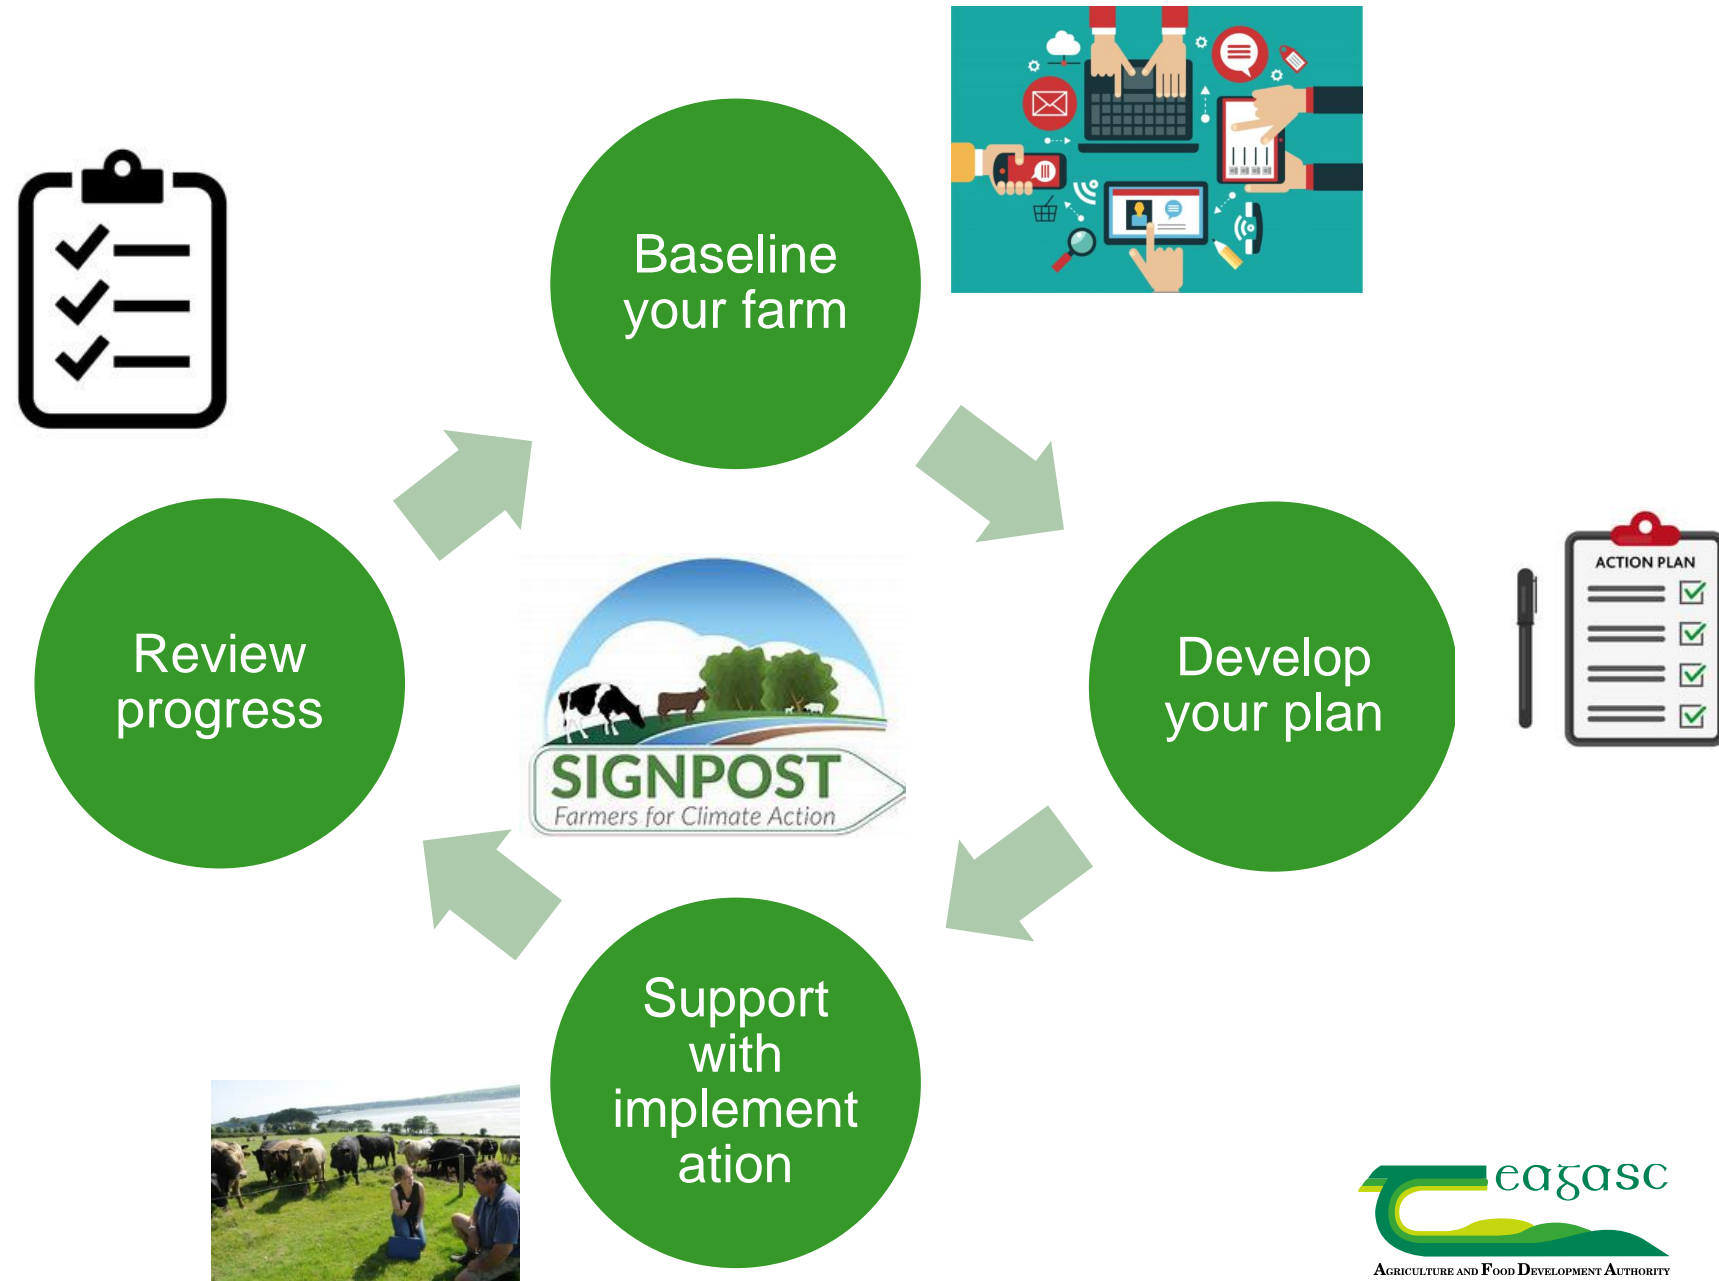 Baseline
your farm
ACTION PLAN
Develop
your plan
Review
progress
SIGNPOST
Farmers for Climate Action
Support
with
implement
ation
eagasc
AGRICULTURE AND FOOD DEVELOPMENT AUTHORITY